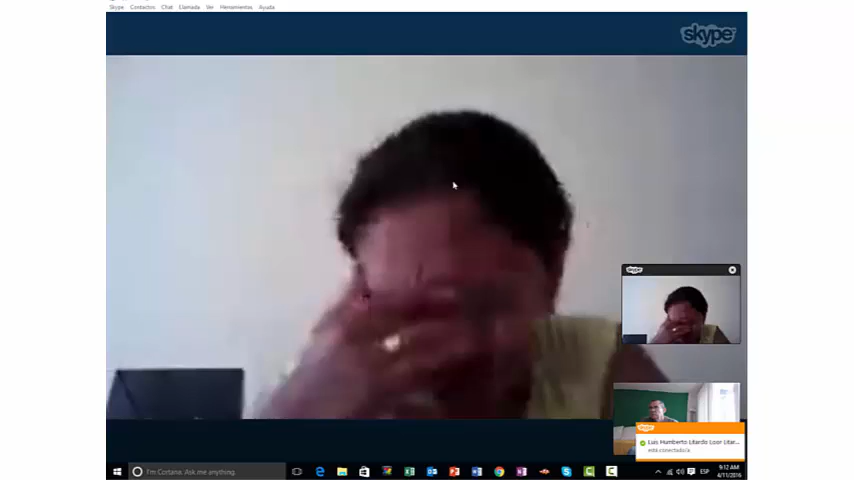 Skype Contactos Chat Llamada Ver Herramientas Ayuda
skype
skype
skype
Luis Humberto Litardo Loor Litar...
está conectado/a
I'm Cortana. Ask me anything.
ESP
9:12 AM
4/11/2016